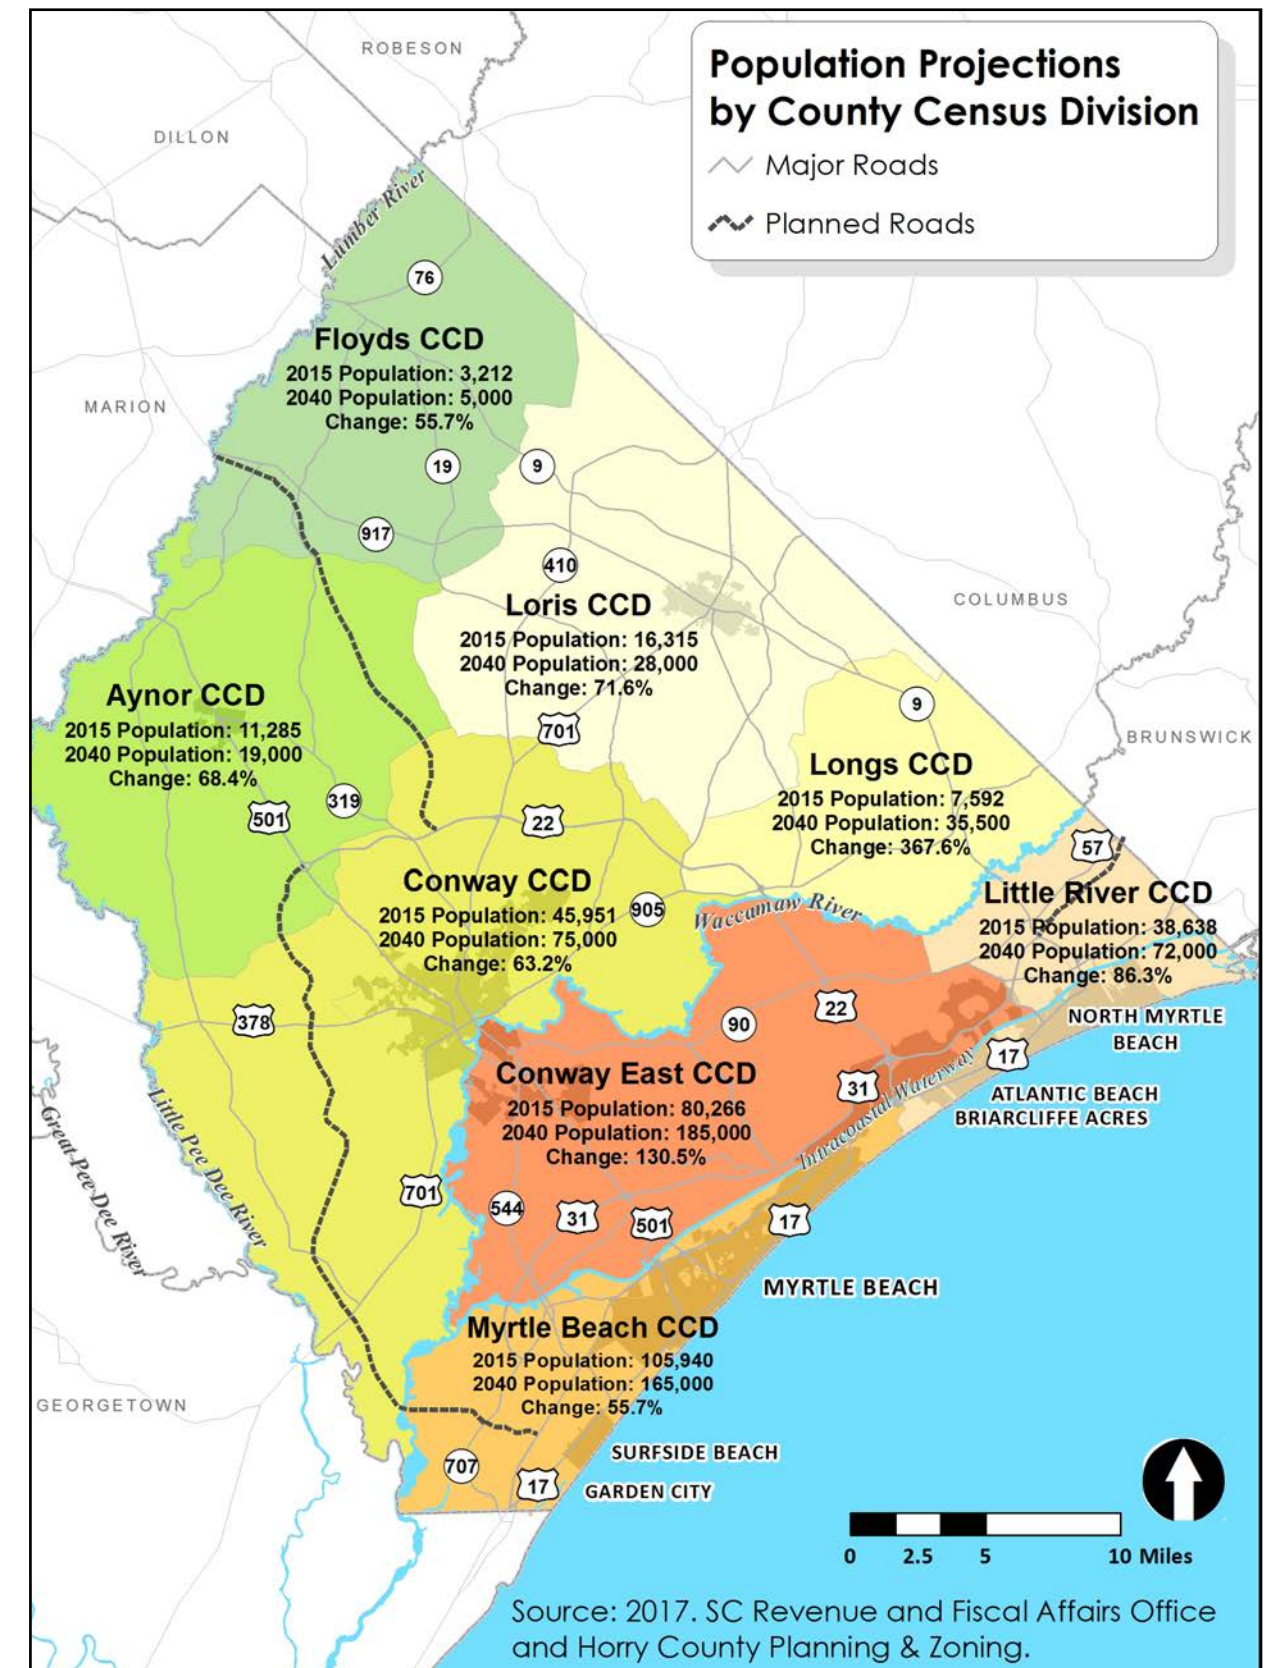 ROBESON
Population Projections
by County Census Division
Major Roads
Planned Roads
DILLON
Lumber River
76
Floyds CCD
2015 Population: 3,212
2040 Population: 5,000
Change: 55.7%
MARION
19
9
917
410
Loris CCD
2015 Population: 16,315
2040 Population: 28,000
Change: 71.6%
701
COLUMBUS
9
BRUNSWICK
Aynor CCD
2015 Population: 11,285
2040 Population: 19,000
Change: 68.4%
319
501
22
Longs CCD
2015 Population: 7,592
2040 Population: 35,500
Change: 367.6%
57
Conway CCD
2015 Population: 45,951
2040 Population: 75,000
Change: 63.2%
905
Waccamaw River
Little River CCD
2015 Population: 38,638
2040 Population: 72,000
Change: 86.3%
378
90
22
NORTH MYRTLE
BEACH
17
31
Intracoastal Waterway
ATLANTIC BEACH
BRIARCLIFFE ACRES
Conway East CCD
2015 Population: 80,266
2040 Population: 185,000
Change: 130.5%
Great Pee Dee River
Little Pee Dee River
701
544
31
501
17
MYRTLE BEACH
Myrtle Beach CCD
2015 Population: 105,940
2040 Population: 165,000
Change: 55.7%
GEORGETOWN
SURFSIDE BEACH
707
17
GARDEN CITY
0 2.5 5 10 Miles
Source: 2017. SC Revenue and Fiscal Affairs Office
and Horry County Planning & Zoning.